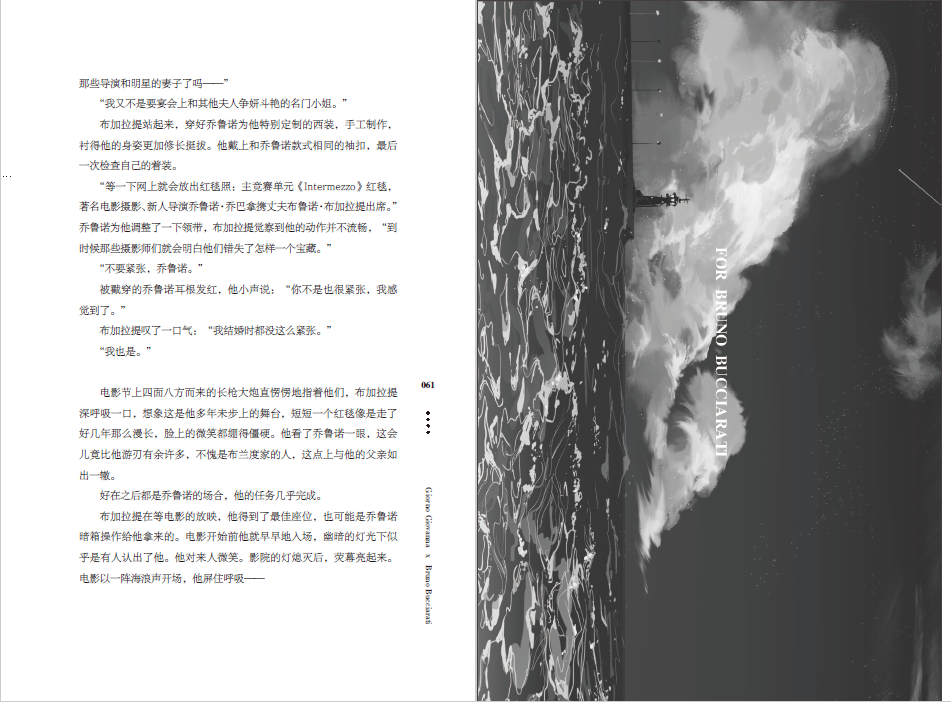 那些导演和明星的妻子了吗——”
“我又不是要宴会上和其他夫人争妍斗艳的名门小姐。”
布加拉提站起来，穿好乔鲁诺为他特别定制的西装，手工制作，
衬得他的身姿更加修长挺拔。他戴上和乔鲁诺款式相同的袖扣，最后
一次检查自己的着装。
“等一下网上就会放出红毯照：主竞赛单元《Intermezzo》红毯，
著名电影摄影、新人导演乔鲁诺·乔巴拿携丈夫布鲁诺·布加拉提出席。”
乔鲁诺为他调整了一下领带，布加拉提觉察到他的动作并不流畅，“到
时候那些摄影师们就会明白他们错失了怎样一个宝藏。”
“不要紧张，乔鲁诺。”
被戳穿的乔鲁诺耳根发红，他小声说：“你不是也很紧张，我感
觉到了。”
布加拉提叹了一口气：“我结婚时都没这么紧张。”
“我也是。”
电影节上四面八方而来的长枪大炮直愣愣地指着他们，布加拉提
深呼吸一口，想象这是他多年未步上的舞台，短短一个红毯像是走了
好几年那么漫长，脸上的微笑都绷得僵硬。他看了乔鲁诺一眼，这会
儿竟比他游刃有余许多，不愧是布兰度家的人，这点上与他的父亲如
出一辙。
好在之后都是乔鲁诺的场合，他的任务几乎完成。
布加拉提在等电影的放映，他得到了最佳座位，也可能是乔鲁诺
暗箱操作给他拿来的。电影开始前他就早早地入场，幽暗的灯光下似
乎是有人认出了他。他对来人微笑。影院的灯熄灭后，荧幕亮起来。
电影以一阵海浪声开场，他屏住呼吸——
061
Giorno Giovanna x Bruno Bucciarati
FOR BRUNO BUCCIARATI